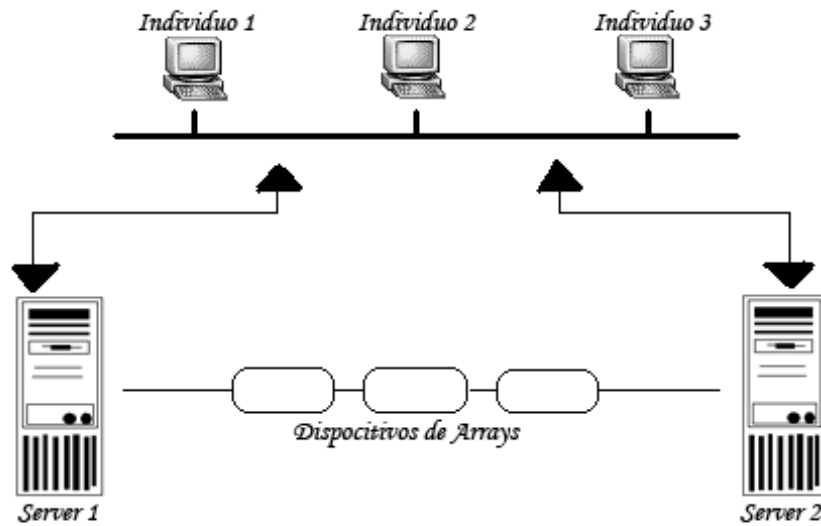 Individuo 1
Individuo 2
Individuo 3
Dispocitivos de Arrays
Server 1
Server 2